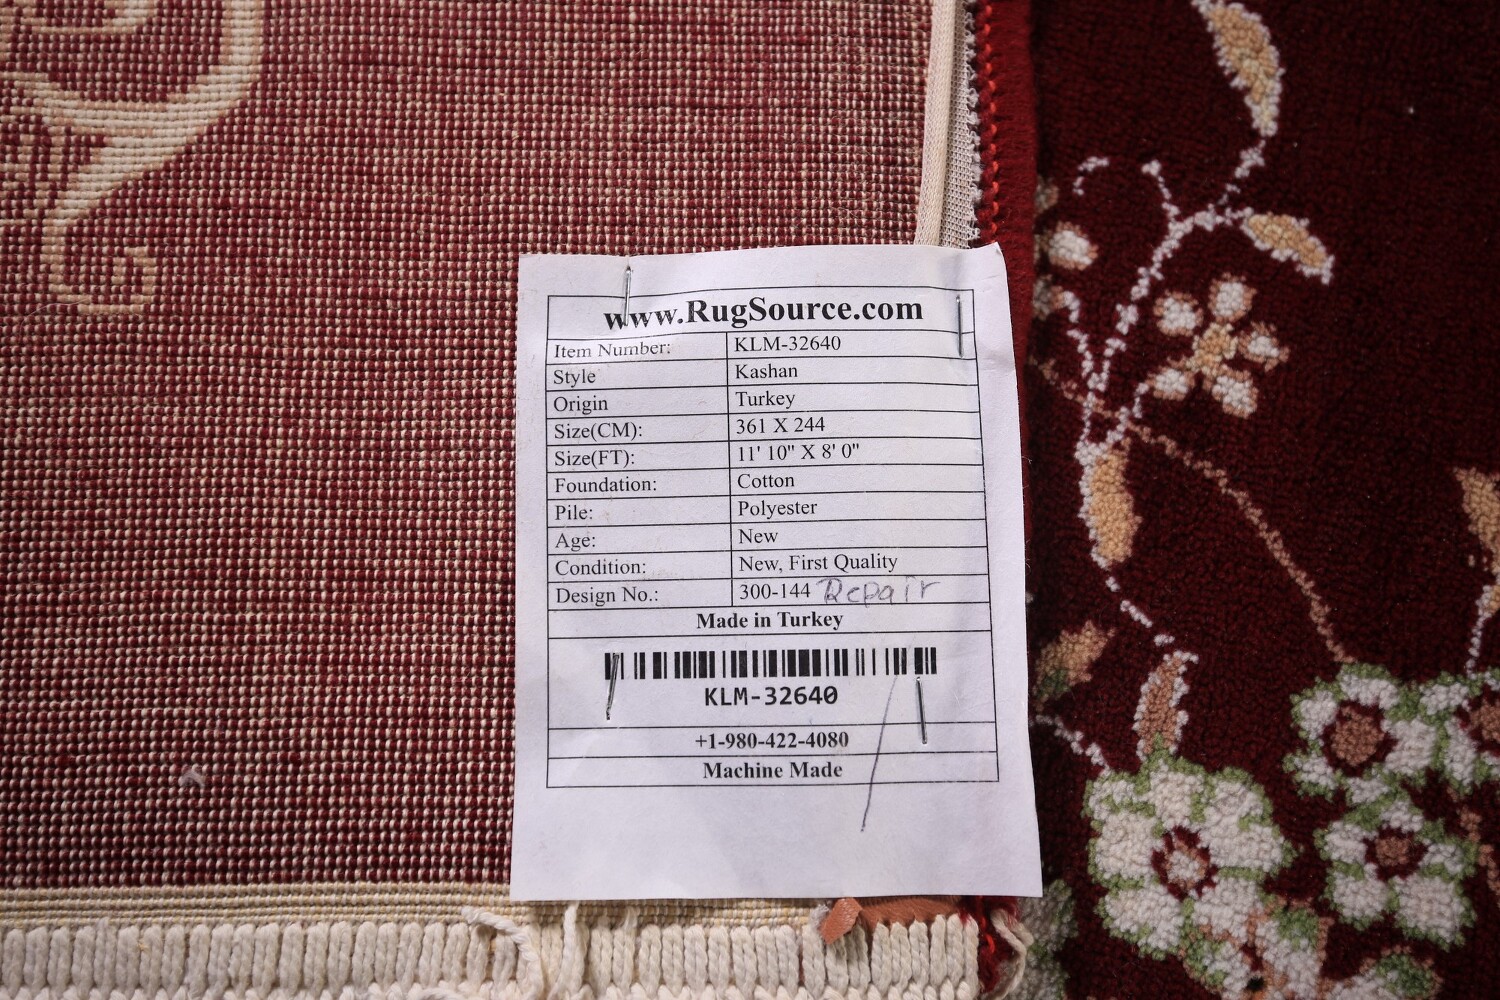 www.RugSource.com
Item Number: KLM-32640
Style Kashan
Origin Turkey
Size(CM): 361 X 244
Size(FT): 11' 10" X 8' 0"
Foundation: Cotton
Pile: Polyester
Age: New
Condition: New, First Quality
Design No.: 300-144 Repair
Made in Turkey
KLM-32640
+1-980-422-4080
Machine Made